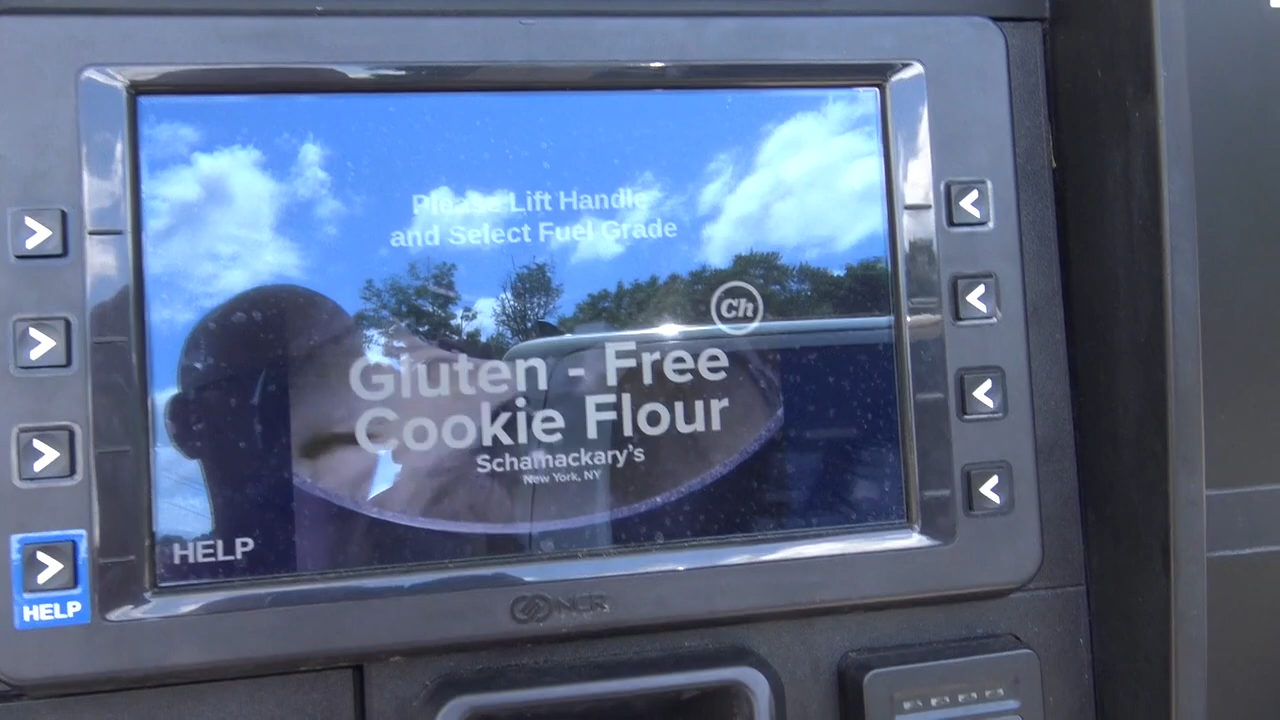 Please Lift Handle
and Select Fuel Grade
Ch
Gluten - Free
Cookie Flour
Schmackary's
New York, NY
HELP
HELP
NCR